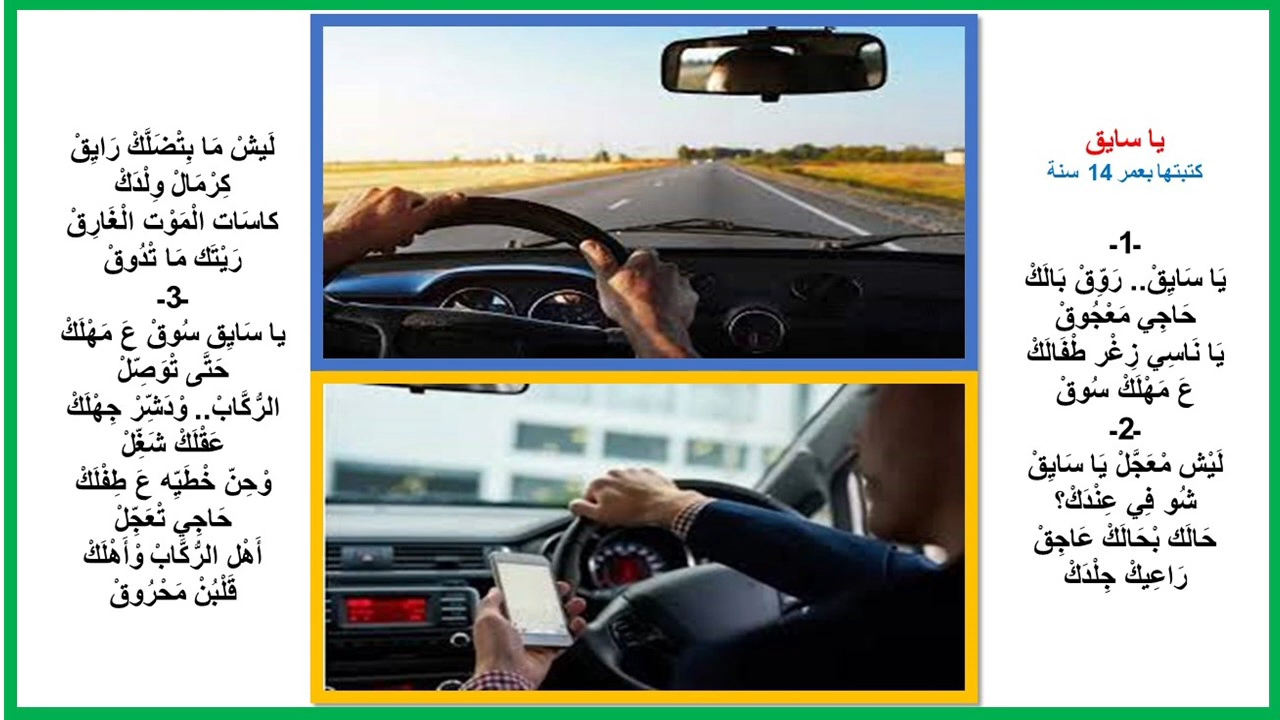 يا سايق
كتبتها بعمر 14 سنة
-1-
يَا سَايِقْ.. رَوِّقْ بَالَكْ
حَاجِي مَعْجُوقْ
يَا نَاسِي زِغْر طْفَالَكْ
عَ مَهْلَكْ سُوقْ
-2-
لَيْش مْعَجَّلْ يَا سَايِقْ
شُو فِي عِنْدَكْ؟
حَالَك بْحَالَكْ عَاجِقْ
رَاعِيكْ جِلْدَكْ
لَيشْ مَا بِتْضَلَّكْ رَايِقْ
كِرْمَالْ وِلْدَكْ
كاسَات الْمَوْت الْغَارِقْ
رَيْتَك مَا تْدُوقْ
-3-
يا سَايِق سُوقْ عَ مَهْلَكْ
حَتَّى تْوَصِّلْ
الرُّكَّابْ.. وْدَشِّرْ جِهْلَكْ
عَقْلَكْ شَغِّلْ
وْحِنّ خْطَيِّه عَ طِفْلَكْ
حَاجِي تْعَجِّلْ
أَهْل الرُّكَّابْ وْأَهْلَكْ
قَلْبُنْ مَحْرُوقْ